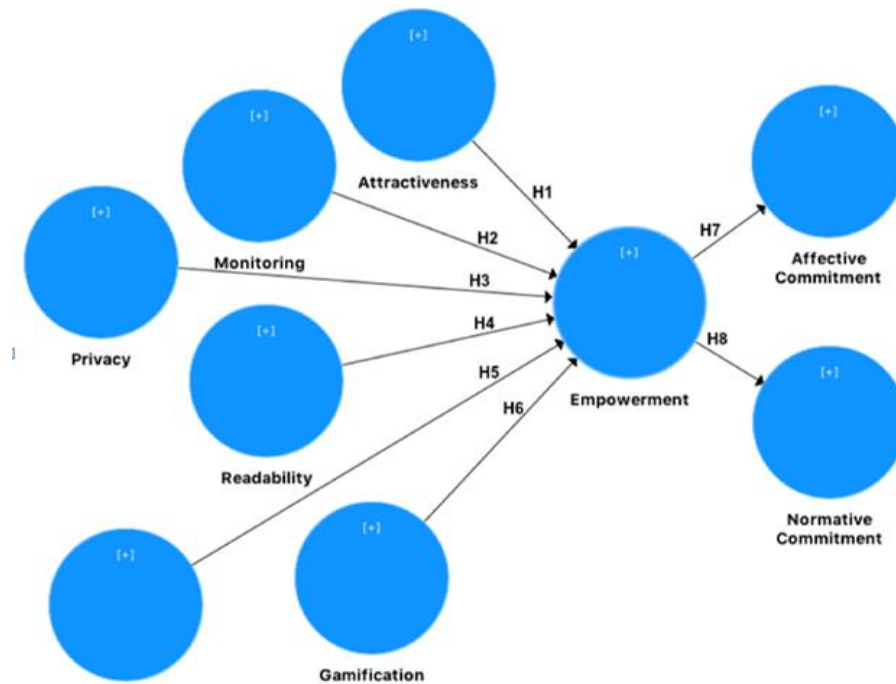 [+]
Attractiveness
[+]
Monitoring
[+]
Privacy
[+]
Readability
[+]
[+]
Gamification
H1
H2
H3
H4
H5
H6
[+]
Empowerment
H7
H8
[+]
Affective
Commitment
[+]
Normative
Commitment
]